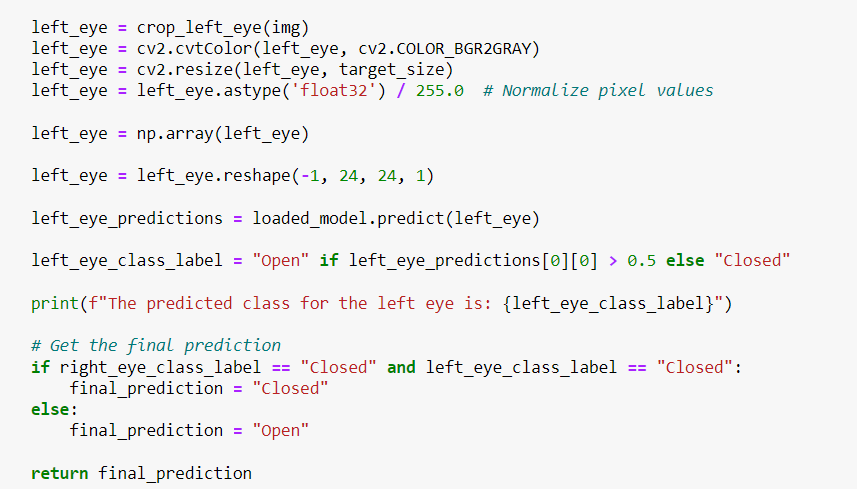 left_eye = crop_left_eye(img)
left_eye = cv2.cvtColor(left_eye, cv2.COLOR_BGR2GRAY)
left_eye = cv2.resize(left_eye, target_size)
left_eye = left_eye.astype('float32') / 255.0  # Normalize pixel values

left_eye = np.array(left_eye)

left_eye = left_eye.reshape(-1, 24, 24, 1)

left_eye_predictions = loaded_model.predict(left_eye)

left_eye_class_label = "Open" if left_eye_predictions[0][0] > 0.5 else "Closed"

print(f"The predicted class for the left eye is: {left_eye_class_label}")

# Get the final prediction
if right_eye_class_label == "Closed" and left_eye_class_label == "Closed":
    final_prediction = "Closed"
else:
    final_prediction = "Open"

return final_prediction